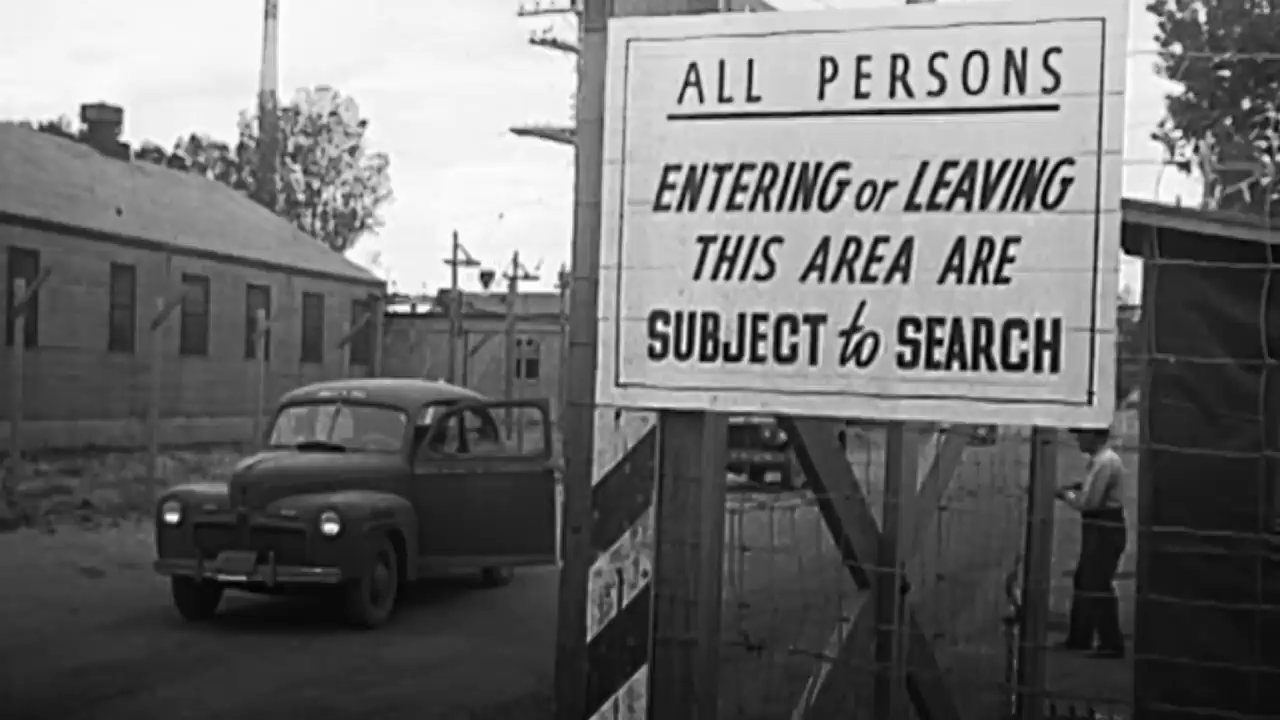 ALL PERSONS
ENTERING or LEAVING
THIS AREA ARE
SUBJECT to SEARCH